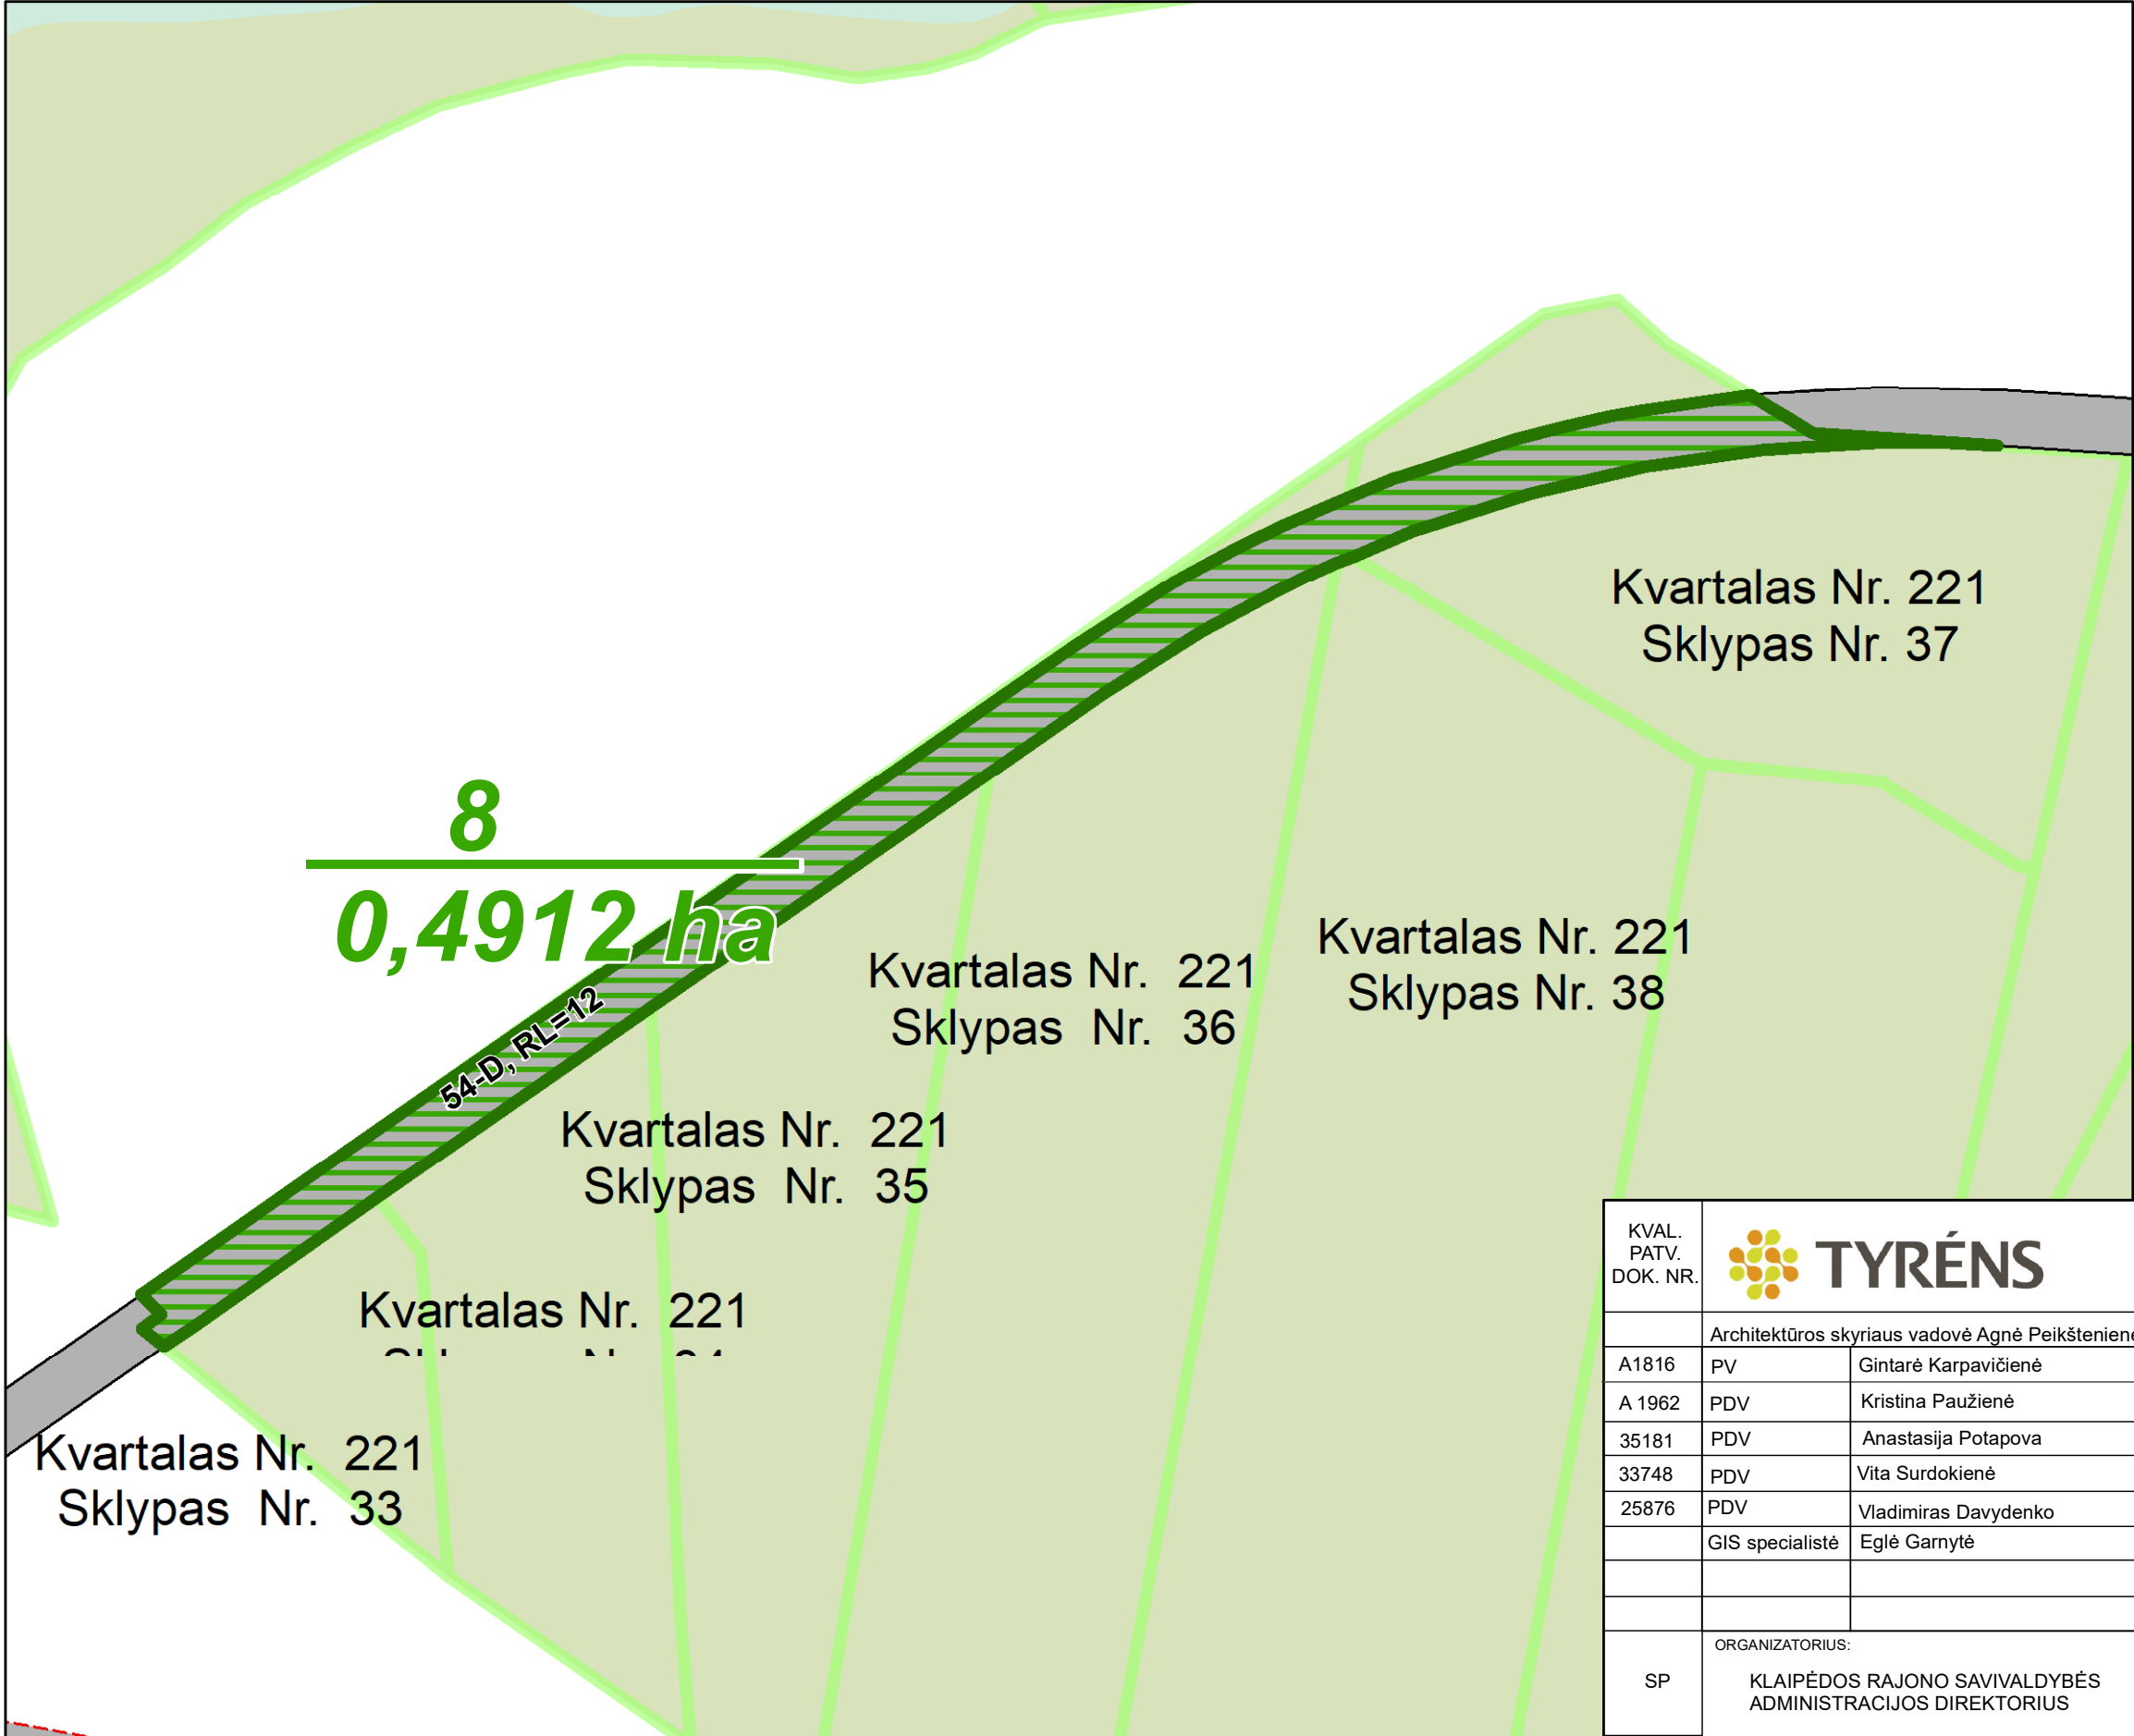 Kvartalas Nr. 221
Sklypas Nr. 37
8
0,4912 ha
Kvartalas Nr. 221
Sklypas Nr. 38
Kvartalas Nr. 221
Sklypas Nr. 36
54-D, RL=12
Kvartalas Nr. 221
Sklypas Nr. 35
Kvartalas Nr. 221
Kvartalas Nr. 221
Sklypas Nr. 33
KVAL.
PATV.
DOK. NR.
TYRÉNS
Architektūros skyriaus vadovė Agnė Peikštenienė
A1816 PV Gintarė Karpavičienė
A 1962 PDV Kristina Paužienė
35181 PDV Anastasija Potapova
33748 PDV Vita Surdokienė
25876 PDV Vladimiras Davydenko
GIS specialistė Eglė Garnytė
SP
ORGANIZATORIUS:
KLAIPĖDOS RAJONO SAVIVALDYBĖS
ADMINISTRACIJOS DIREKTORIUS